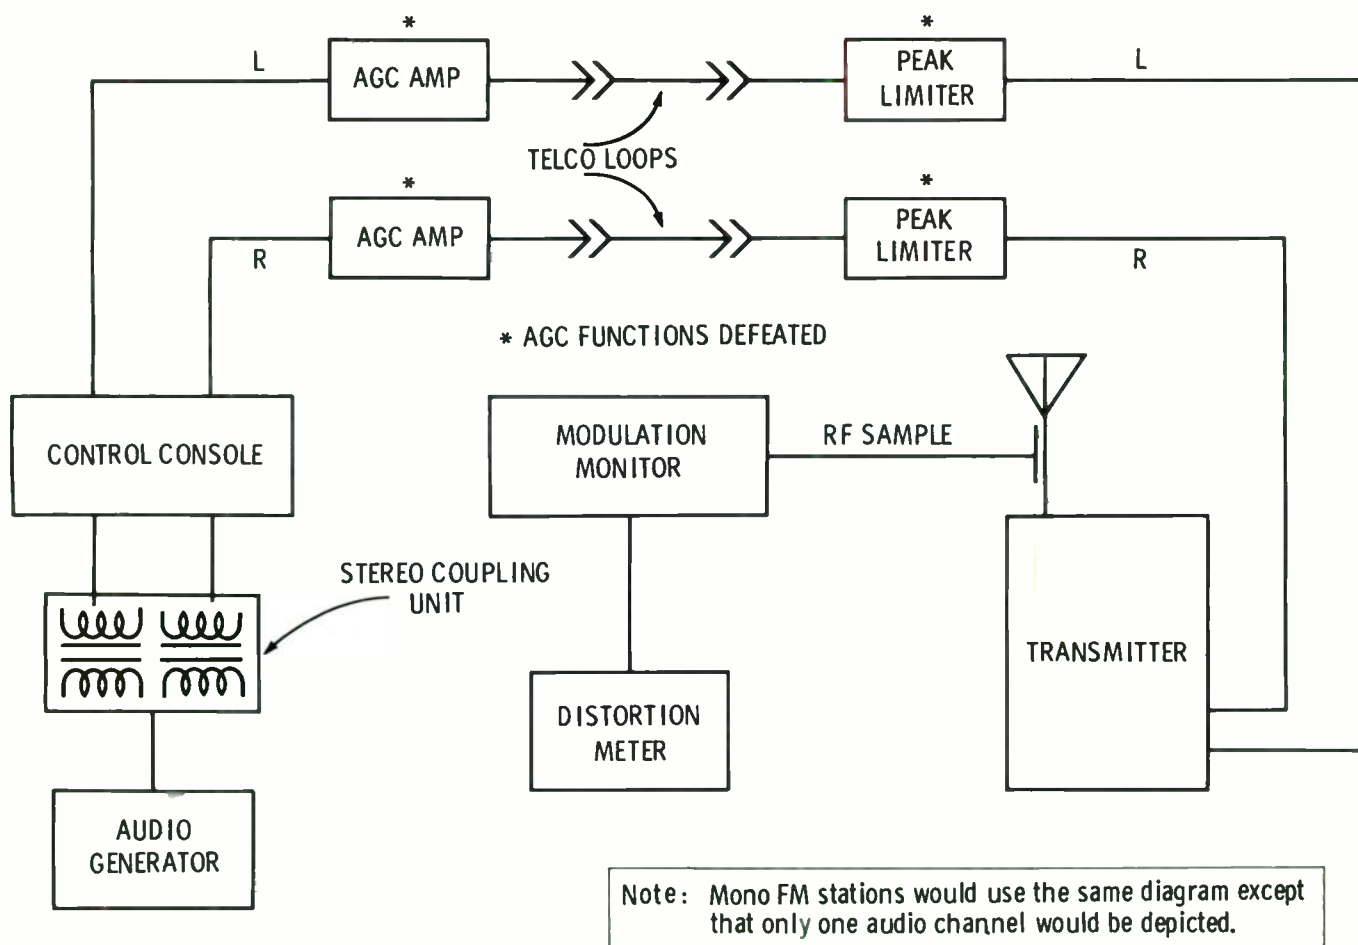 *
*
L
AGC AMP
PEAK
LIMITER
L
TELCO LOOPS
*
*
AGC AMP
PEAK
LIMITER
R
R
* AGC FUNCTIONS DEFEATED
CONTROL CONSOLE
MODULATION
MONITOR
RF SAMPLE
STEREO COUPLING
UNIT
TRANSMITTER
DISTORTION
METER
AUDIO
GENERATOR
Note: Mono FM stations would use the same diagram except
that only one audio channel would be depicted.